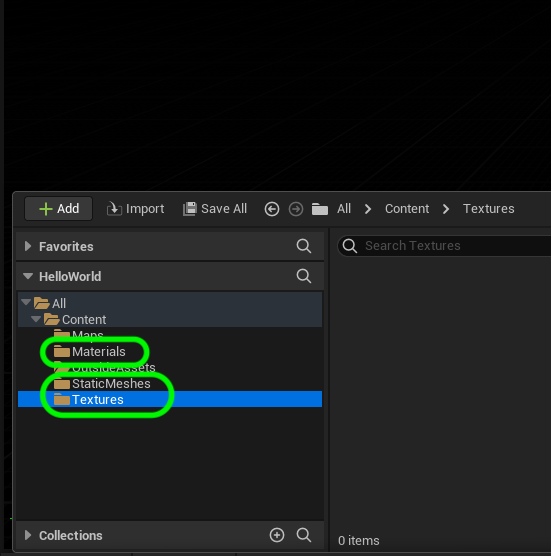 Add Import Save All All Content Textures
Favorites
Search Textures
HelloWorld
All
Content
Maps
Materials
OutsideAssets
StaticMeshes
Textures
Collections
0 items